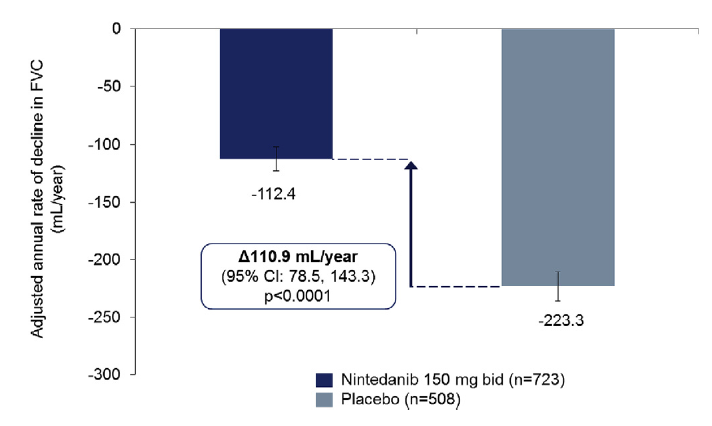 Adjusted annual rate of decline in FVC
(mL/year)
0
-50
-100
-150
-200
-250
-300
-112.4
-223.3
Δ110.9 mL/year
(95% CI: 78.5, 143.3)
p<0.0001
Nintedanib 150 mg bid (n=723)
Placebo (n=508)